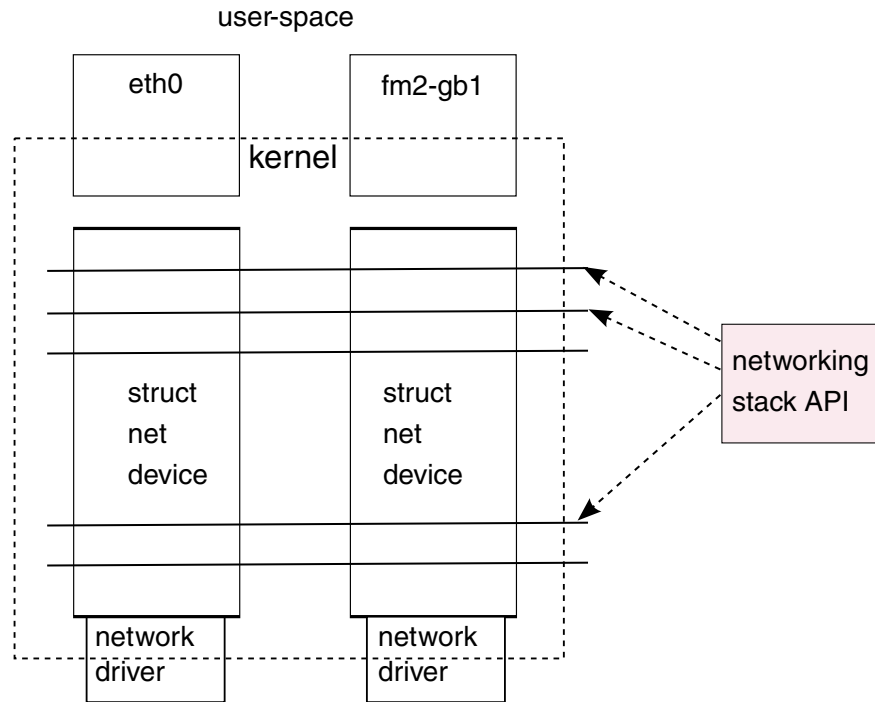 user-space
eth0
fm2-gb1
kernel
networking
stack API
struct
net
device
struct
net
device
network
driver
network
driver